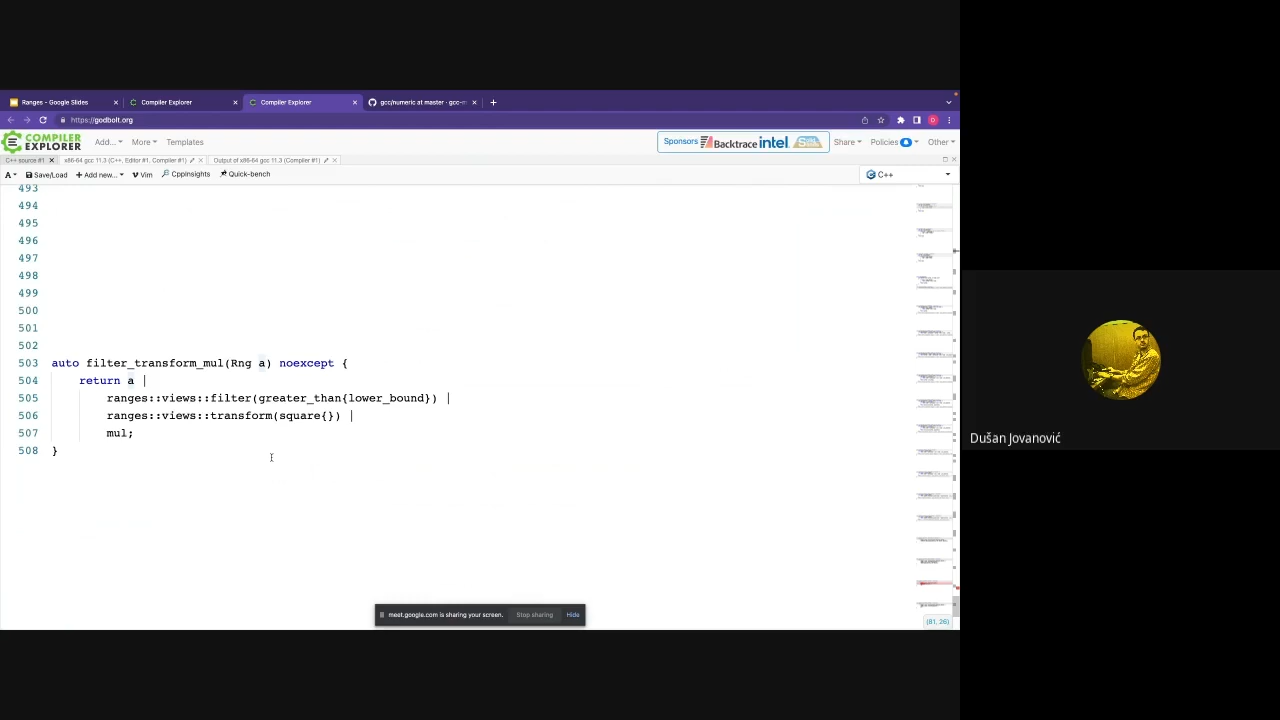 Ranges - Google Slides
Compiler Explorer
Compiler Explorer
gcc/numeric at master · gcc-m
https://godbolt.org
COMPILER EXPLORER
Add...
More
Templates
Sponsors
Backtrace
intel
Share
Policies
Other
C++ source #1
x86-64 gcc 11.3 (C++, Editor #1, Compiler #1)
Output of x86-64 gcc 11.3 (Compiler #1)
A
Save/Load
+ Add new...
Vim
CppInsights
Quick-bench
C++
493
494
495
496
497
498
499
500
501
502
503 auto filter_transform_mul(Rng a) noexcept {
504 return a |
505 ranges::views::filter(greater_than{lower_bound}) |
506 ranges::views::transform(square{}) |
507 mul;
508 }
Dušan Jovanović
meet.google.com is sharing your screen.
Stop sharing
Hide
(81, 26)